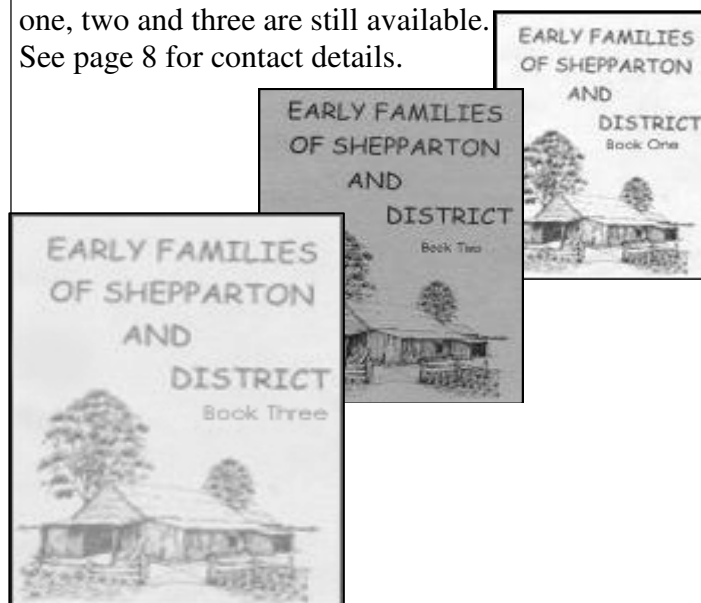 one, two and three are still available.
See page 8 for contact details.
EARLY FAMILIES
OF SHEPPARTON
AND
DISTRICT
Book One
EARLY FAMILIES
OF SHEPPARTON
AND
DISTRICT
Book Two
EARLY FAMILIES
OF SHEPPARTON
AND
DISTRICT
Book Three